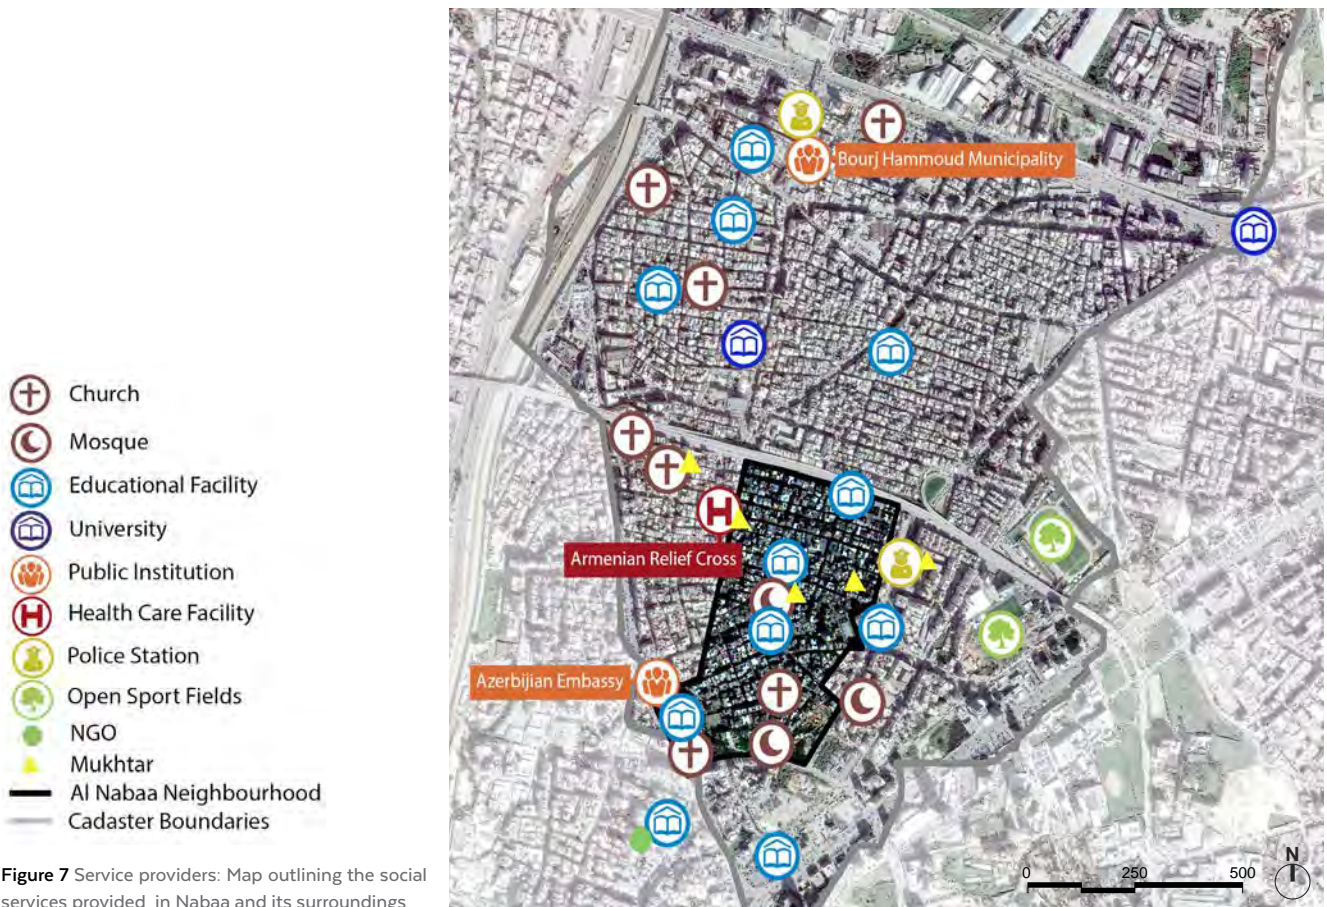 Church
Mosque
Educational Facility
University
Public Institution
Health Care Facility
Police Station
Open Sport Fields
NGO
Mukhtar
Al Nabaa Neighbourhood
Cadaster Boundaries
Figure 7 Service providers: Map outlining the social
services provided in Nabaa and its surroundings
Bourj Hammoud Municipality
H
Armenian Relief Cross
Azerbijian Embassy
0 250 500
N